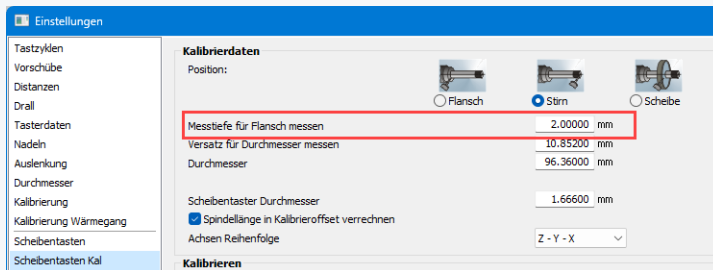 Einstellungen
Tastzyklen
Vorschübe
Distanzen
Drall
Tasterdaten
Nadeln
Auslenkung
Durchmesser
Kalibrierung
Kalibrierung Wärmegang
Scheibentasten
Scheibentasten Kal
Kalibrierdaten
Position:
Flansch Stirn Scheibe
Messtiefe für Flansch messen 2.00000 mm
Versatz für Durchmesser messen 10.85200 mm
Durchmesser 96.36000 mm
Scheibentaster Durchmesser 1.66600 mm
Spindellänge in Kalibrieroffset verrechnen
Achsen Reihenfolge Z - Y - X
Kalibrieren